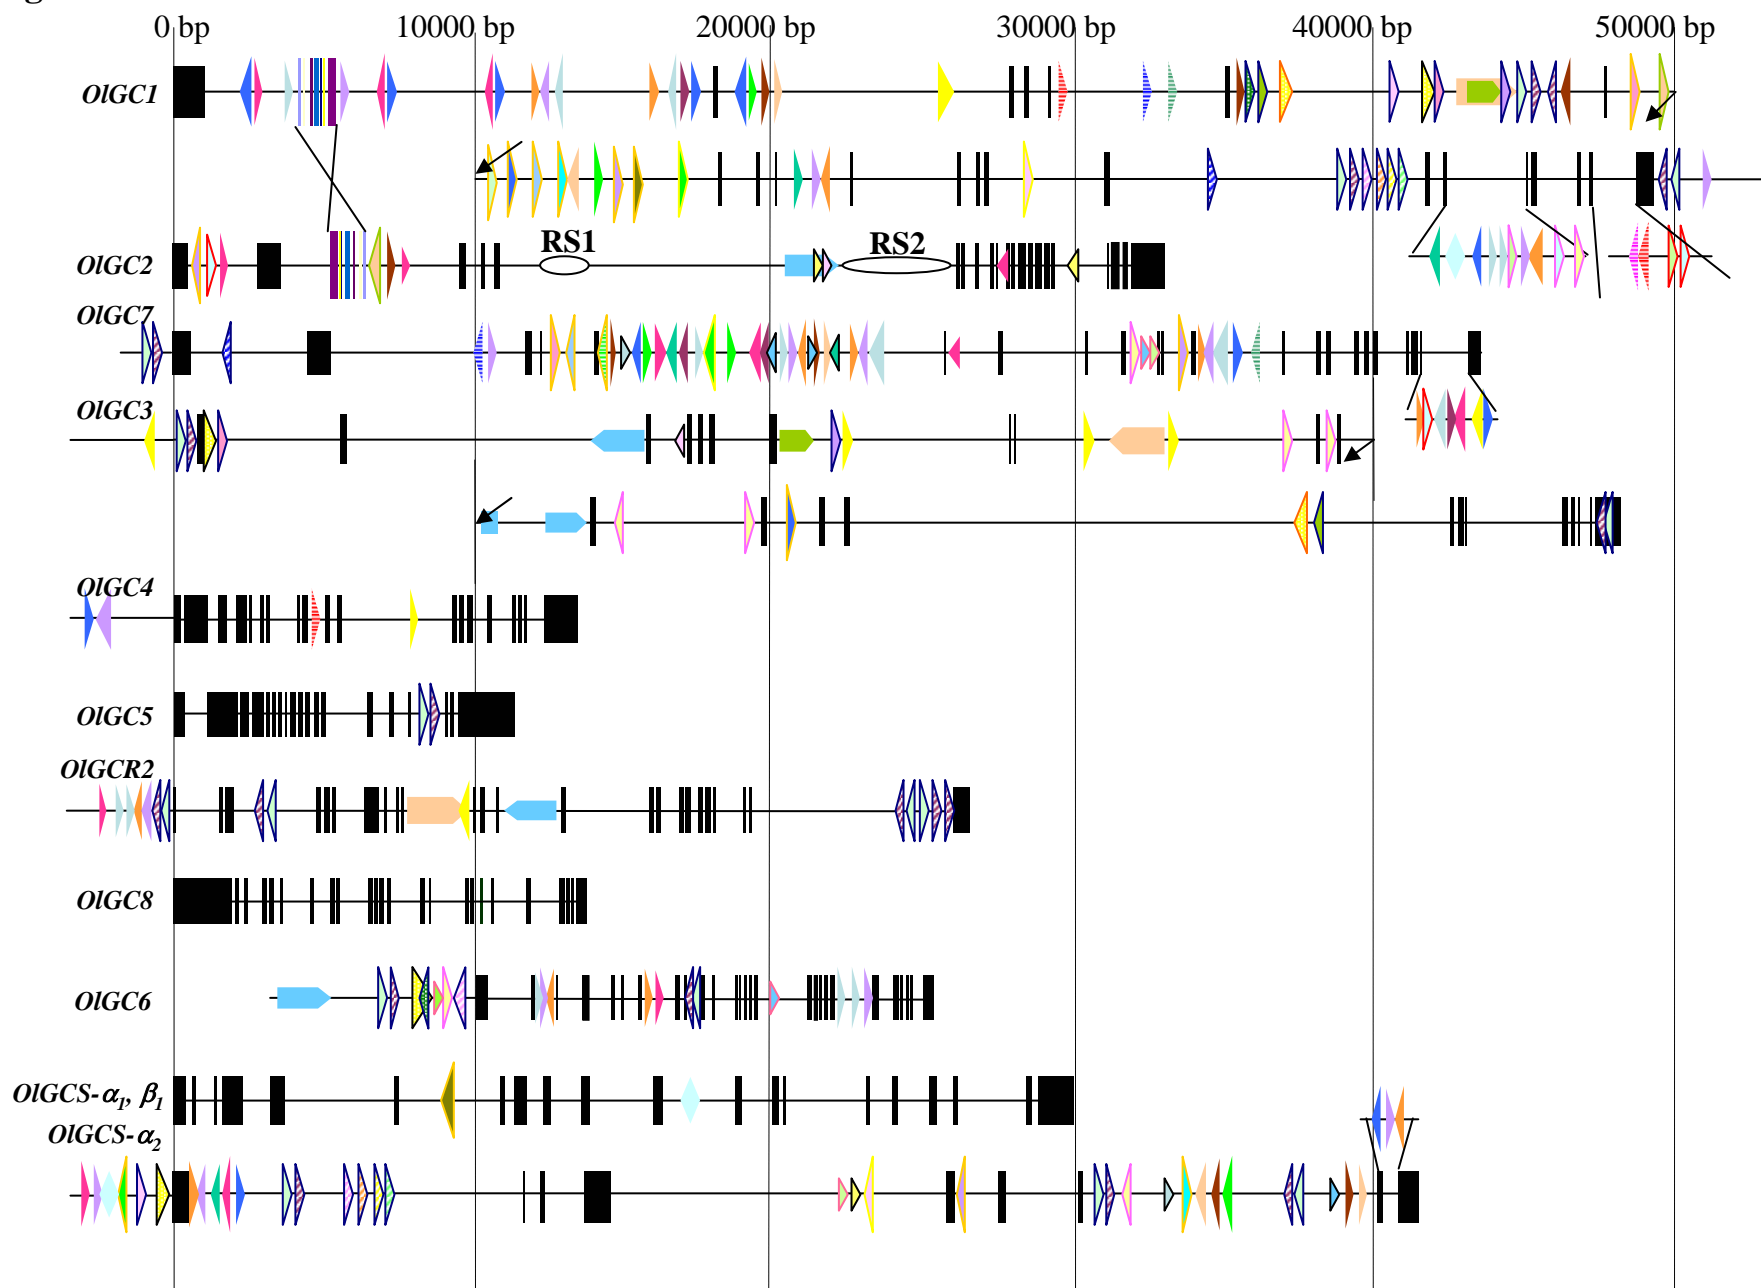 0 bp 10000 bp 20000 bp 30000 bp 40000 bp 500000 bp
OlGC1
RS1 RS2
OlGC2
OlGC7
OlGC3
OlGC4
OlGC5
OlGCR2
OlGC8
OlGC6
OlGCS-α1, β1
OlGCS-α2